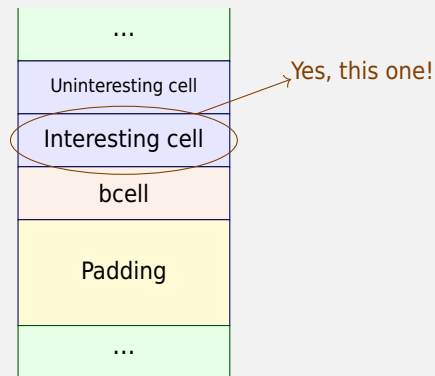 ...
Uninteresting cell
Yes, this one!
Interesting cell
bcell
Padding
...